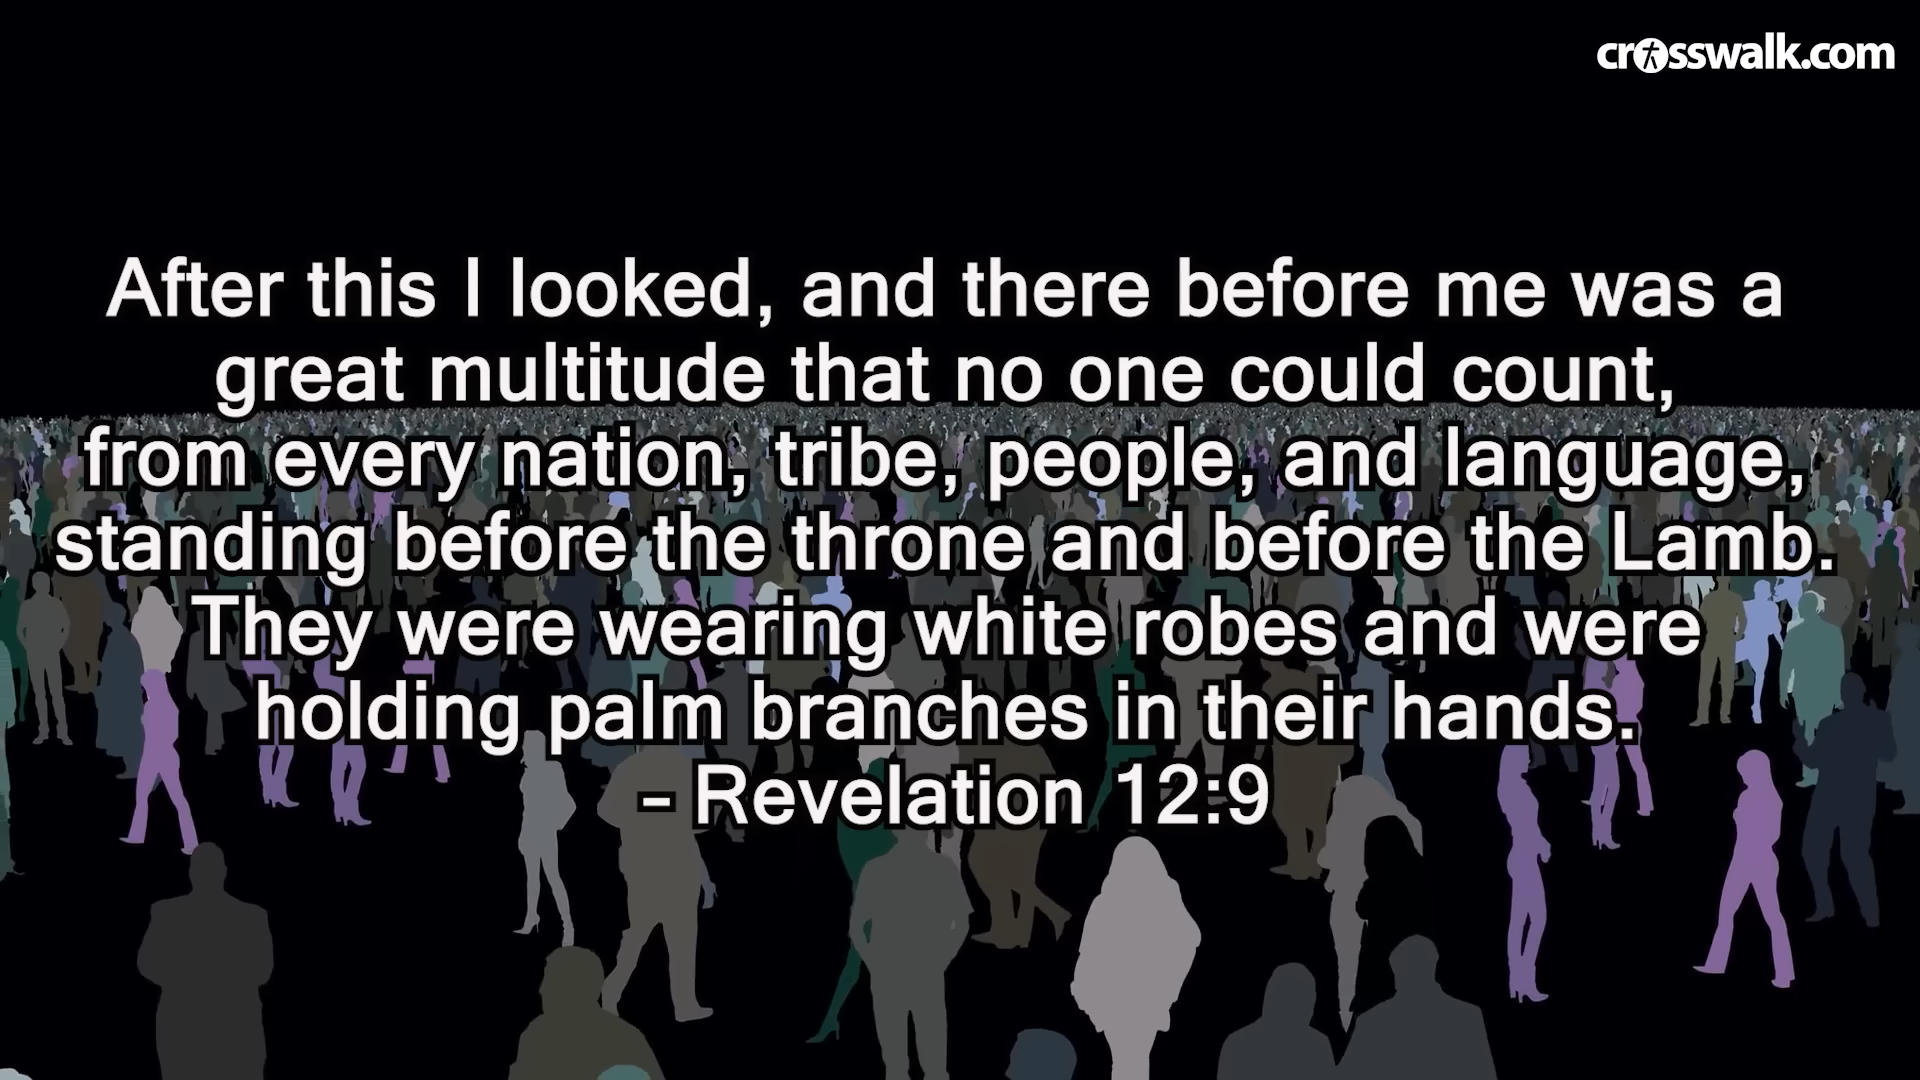 crosswalk.com
After this I looked, and there before me was a
great multitude that no one could count,
from every nation, tribe, people, and language,
standing before the throne and before the Lamb.
They were wearing white robes and were
holding palm branches in their hands.
– Revelation 12:9